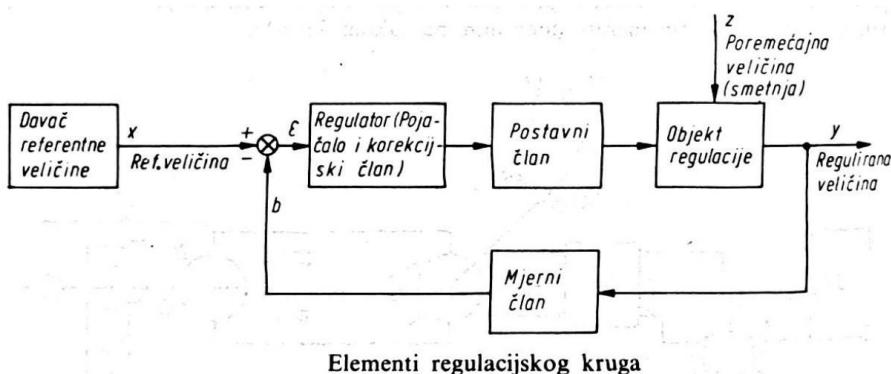 z
Poremećajna
veličina
(smetnja)
Davač
referentne
veličine
x
Ref. veličina
+
−
ε
Regulator (Poja-
čalo i korekcij-
ski član)
Postavni
član
Objekt
regulacije
y
Regulirana
veličina
b
Mjerni
član
Elementi regulacijskog kruga